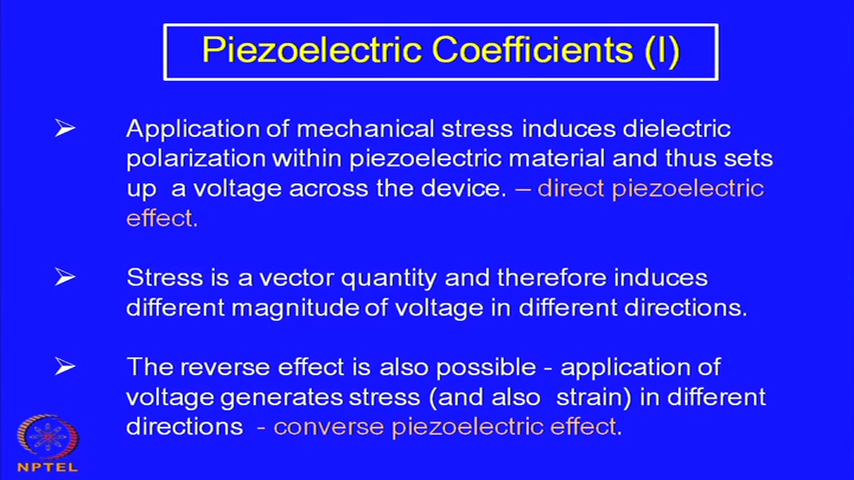 Piezoelectric Coefficients (I)
➢ Application of mechanical stress induces dielectric
polarization within piezoelectric material and thus sets
up a voltage across the device. – direct piezoelectric
effect.
➢ Stress is a vector quantity and therefore induces
different magnitude of voltage in different directions.
➢ The reverse effect is also possible - application of
voltage generates stress (and also strain) in different
directions - converse piezoelectric effect.
NPTEL